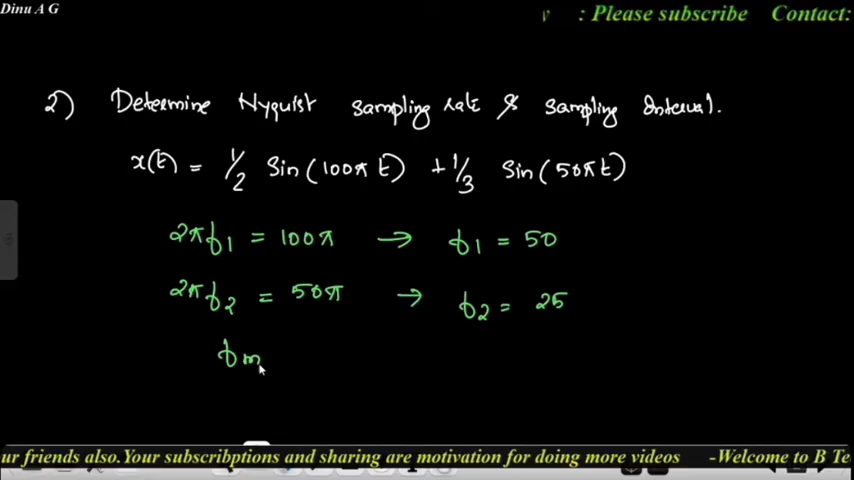 Dinu A G
: Please subscribe Contact:
2) Determine Nyquist sampling rate & sampling Interval.
x(t) = 1/2 Sin(100π t) + 1/3 Sin(50πt)
2πf1 = 100π → f1 = 50
2πf2 = 50π → f2 = 25
fm
ur friends also.Your subscribptions and sharing are motivation for doing more videos -Welcome to B Te